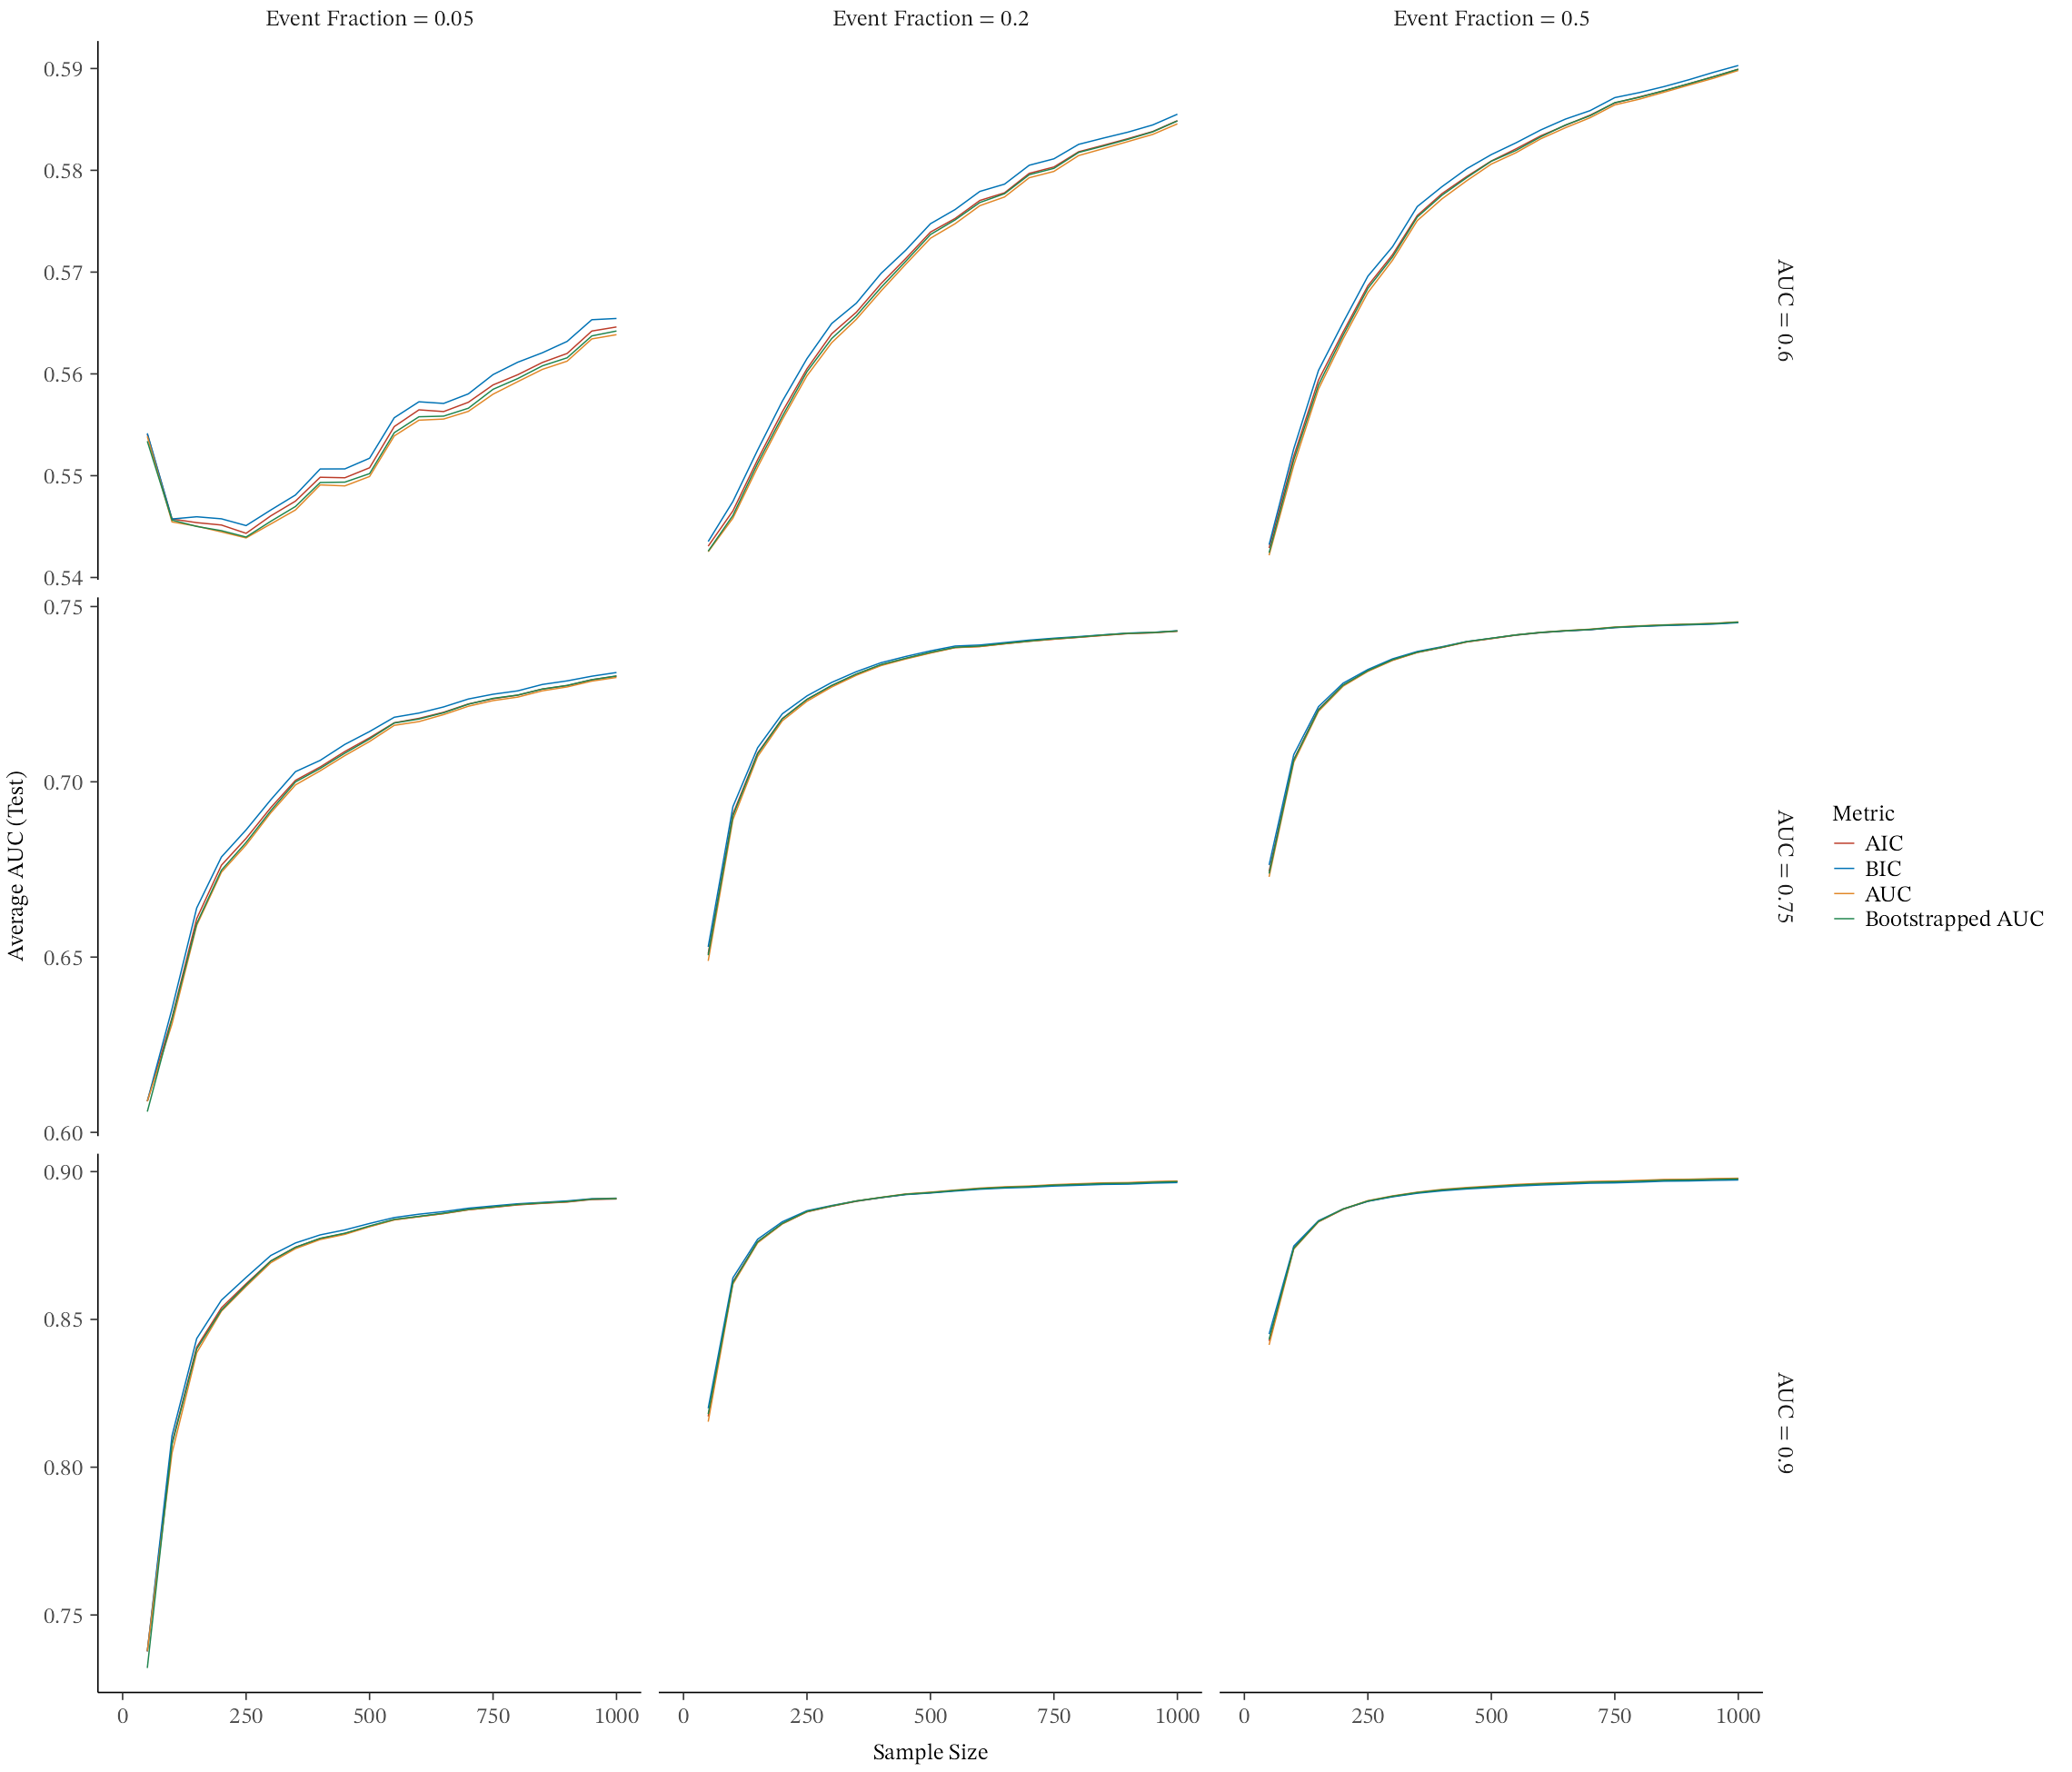 Event Fraction = 0.05
Event Fraction = 0.2
Event Fraction = 0.5
0.59
0.58
0.57
0.56
0.55
0.54
AUC = 0.6
0.75
0.70
0.65
0.60
AUC = 0.75
Average AUC (Test)
Metric
AIC
BIC
AUC
Bootstrapped AUC
0.90
0.85
0.80
0.75
AUC = 0.9
0 250 500 750 1000
0 250 500 750 1000
0 250 500 750 1000
Sample Size